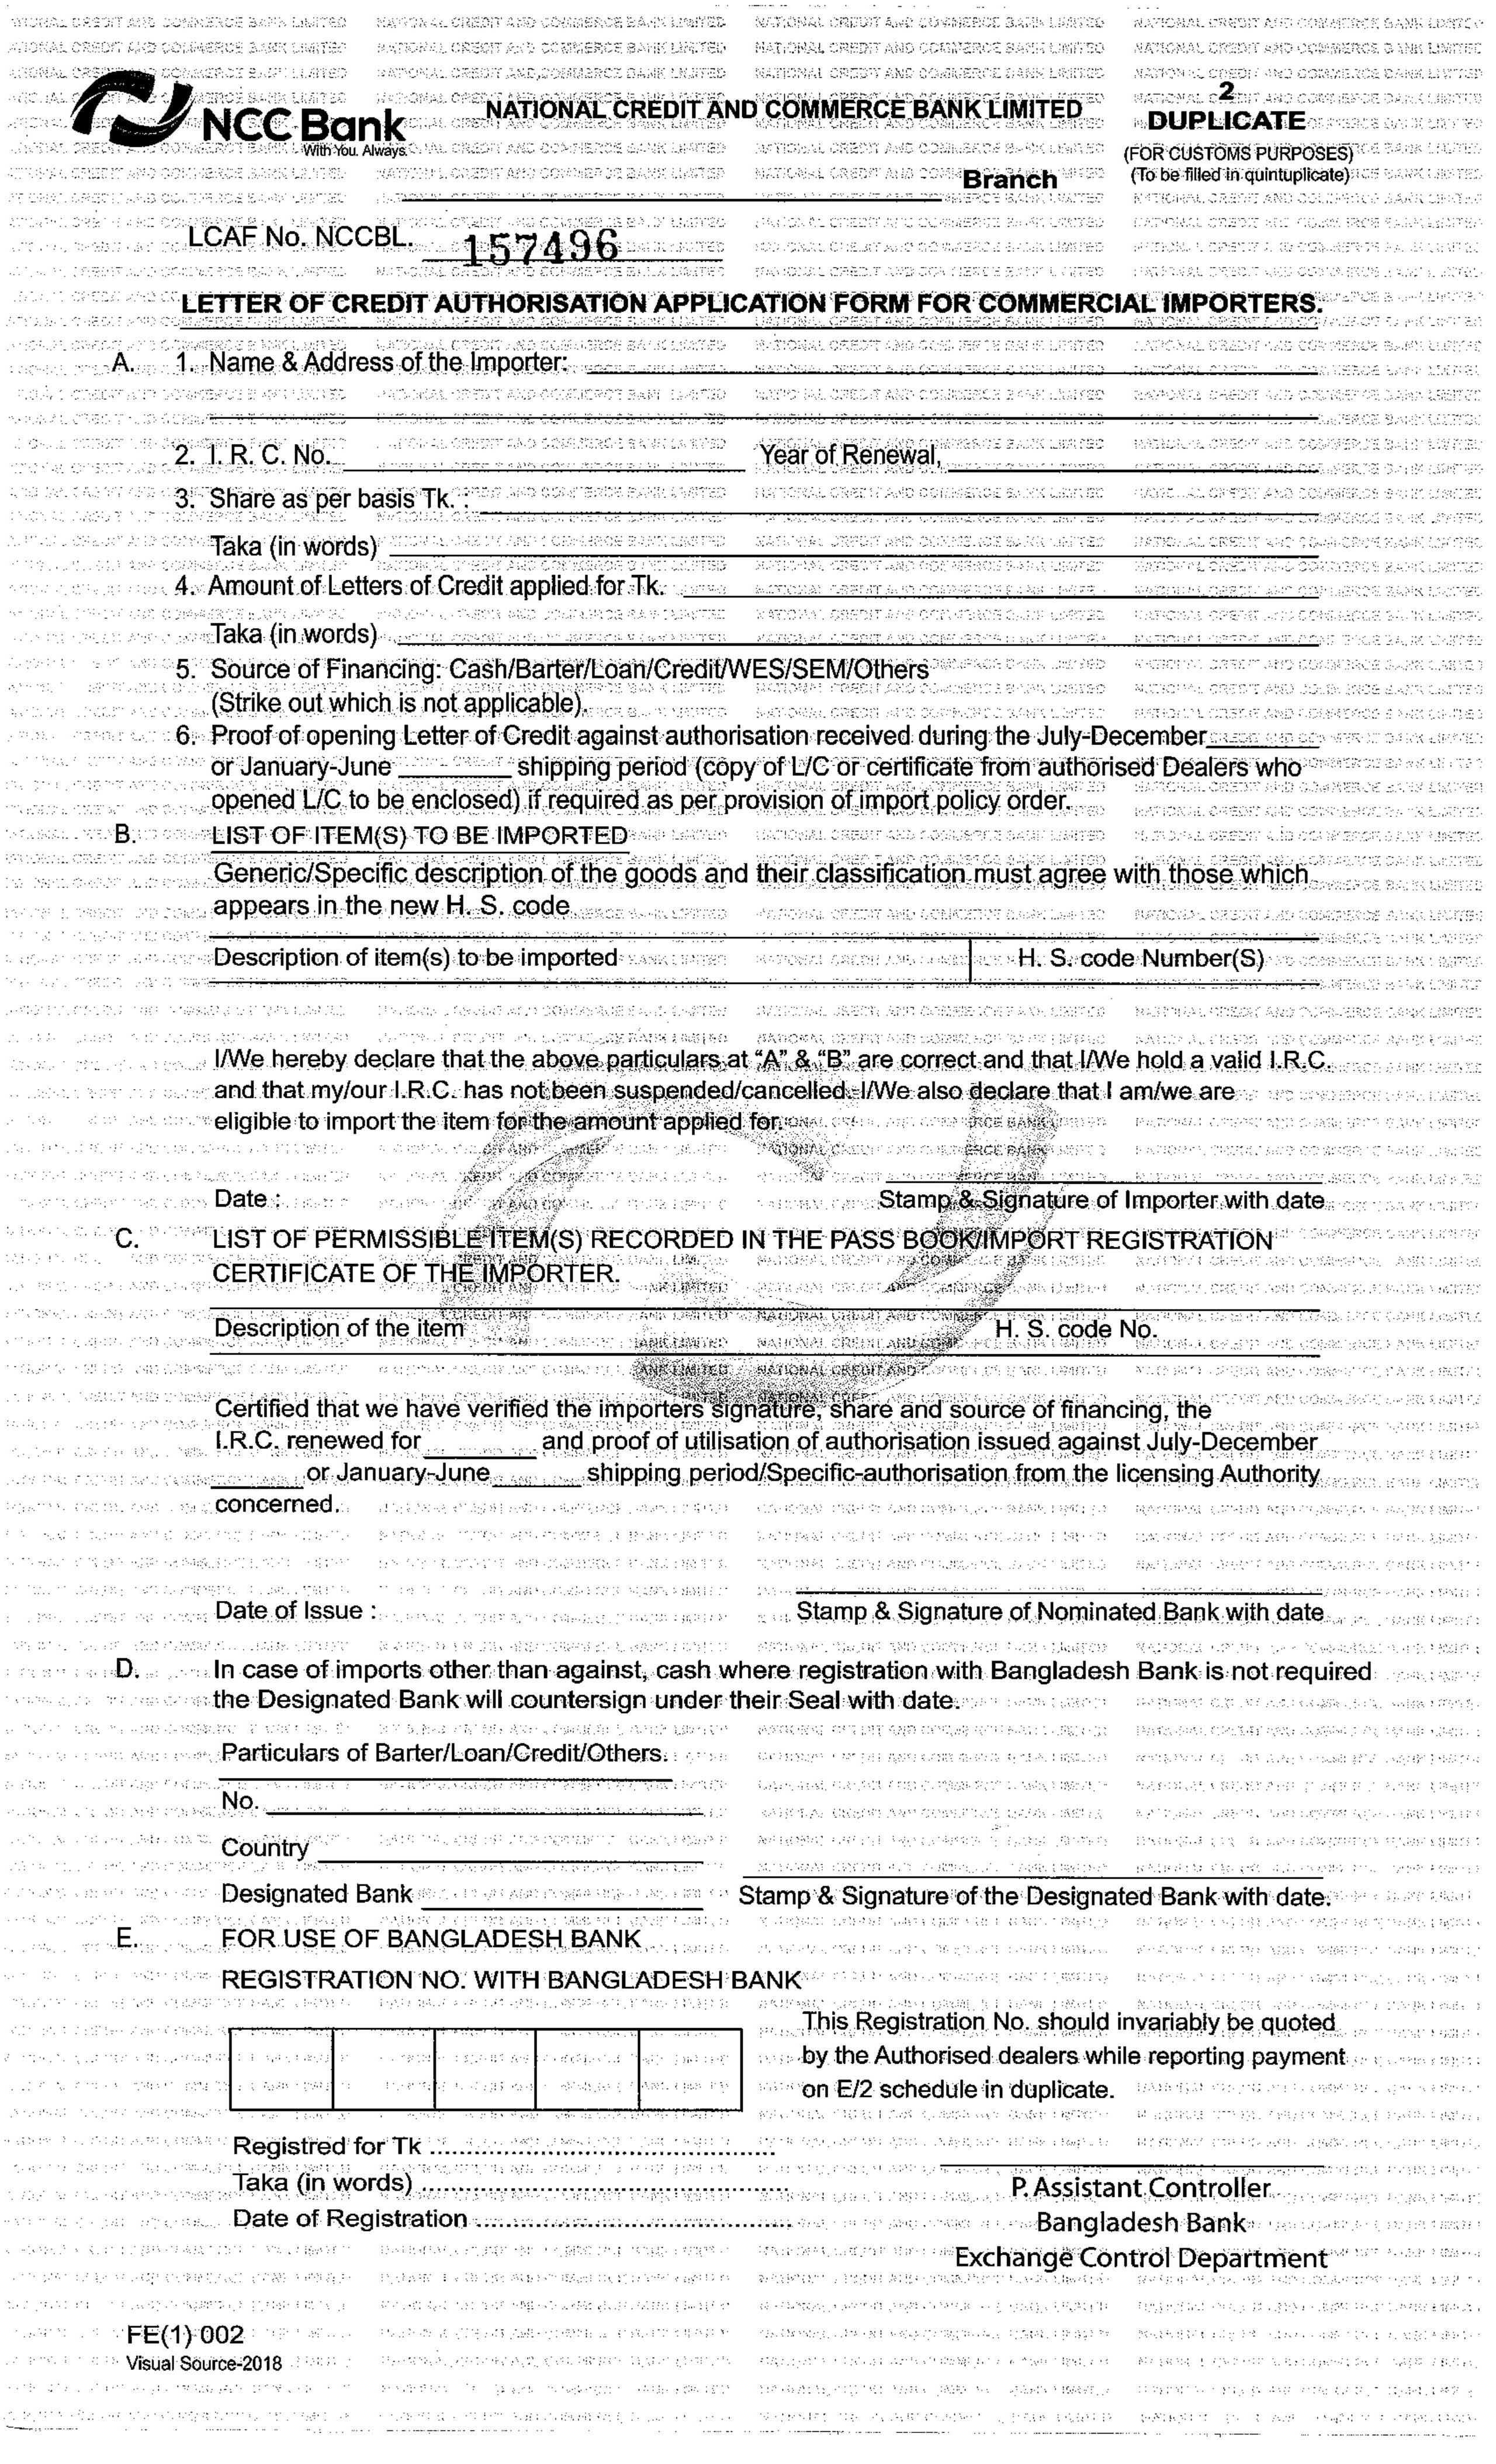 NCC Bank
With You. Always.
NATIONAL CREDIT AND COMMERCE BANK LIMITED
2
DUPLICATE
(FOR CUSTOMS PURPOSES)
(To be filled in quintuplicate)
Branch
LCAF No. NCCBL. 157496
LETTER OF CREDIT AUTHORISATION APPLICATION FORM FOR COMMERCIAL IMPORTERS.
A. 1. Name & Address of the Importer:
2. I. R. C. No. Year of Renewal,
3. Share as per basis Tk. :
Taka (in words)
4. Amount of Letters of Credit applied for Tk.
Taka (in words)
5. Source of Financing: Cash/Barter/Loan/Credit/WES/SEM/Others
(Strike out which is not applicable).
6. Proof of opening Letter of Credit against authorisation received during the July-December
or January-June shipping period (copy of L/C or certificate from authorised Dealers who
opened L/C to be enclosed) if required as per provision of import policy order.
B. LIST OF ITEM(S) TO BE IMPORTED
Generic/Specific description of the goods and their classification must agree with those which
appears in the new H. S. code
Description of item(s) to be imported H. S. code Number(S)
I/We hereby declare that the above particulars at “A” & “B” are correct and that I/We hold a valid I.R.C.
and that my/our I.R.C. has not been suspended/cancelled. I/We also declare that I am/we are
eligible to import the item for the amount applied for.
Date : Stamp & Signature of Importer with date
C. LIST OF PERMISSIBLE ITEM(S) RECORDED IN THE PASS BOOK/IMPORT REGISTRATION
CERTIFICATE OF THE IMPORTER.
Description of the item H. S. code No.
Certified that we have verified the importers signature, share and source of financing, the
I.R.C. renewed for and proof of utilisation of authorisation issued against July-December
or January-June shipping period/Specific-authorisation from the licensing Authority
concerned.
Date of Issue : Stamp & Signature of Nominated Bank with date
D. In case of imports other than against, cash where registration with Bangladesh Bank is not required
the Designated Bank will countersign under their Seal with date.
Particulars of Barter/Loan/Credit/Others.
No.
Country
Designated Bank Stamp & Signature of the Designated Bank with date.
E. FOR USE OF BANGLADESH BANK
REGISTRATION NO. WITH BANGLADESH BANK
This Registration No. should invariably be quoted
by the Authorised dealers while reporting payment
on E/2 schedule in duplicate.
Registred for Tk
Taka (in words)
Date of Registration
P. Assistant Controller
Bangladesh Bank
Exchange Control Department
FE(1) 002
Visual Source-2018